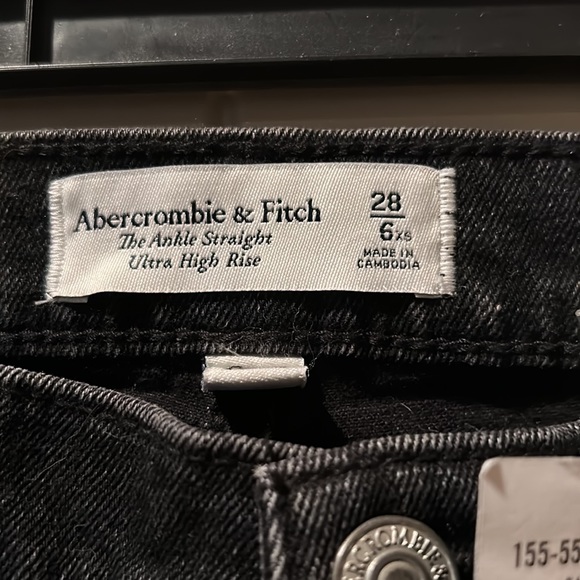 Abercrombie & Fitch
The Ankle Straight
Ultra High Rise
28
6XS
MADE IN
CAMBODIA
155-55